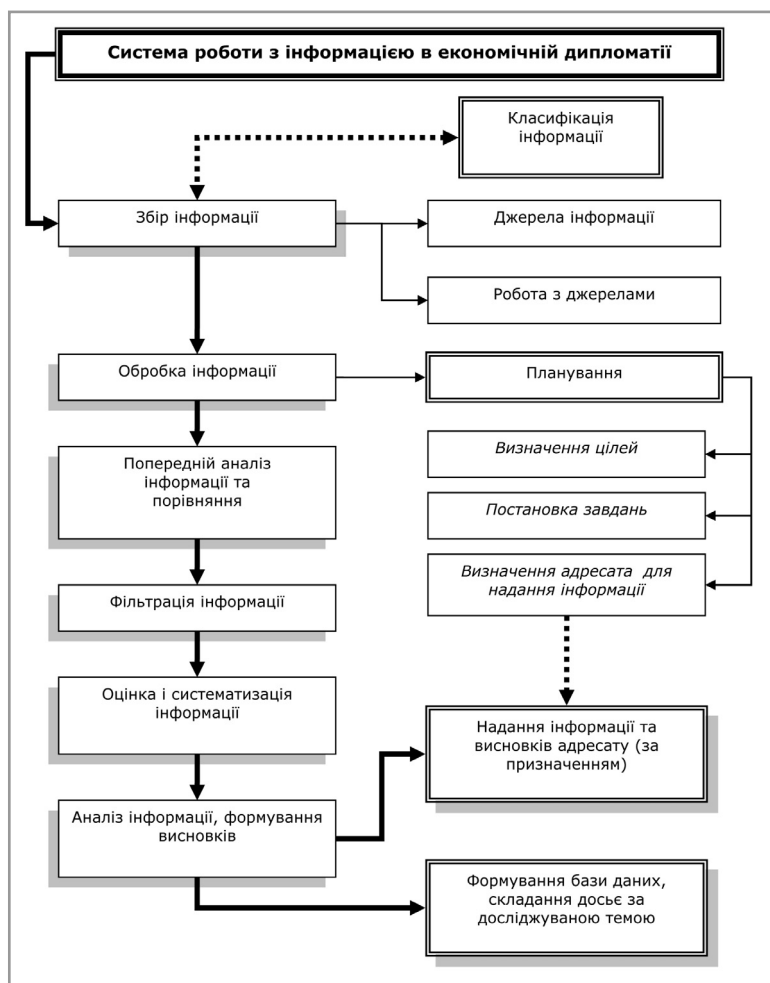 Система роботи з інформацією в економічній дипломатії
Класифікація
інформації
Збір інформації
Джерела інформації
Робота з джерелами
Обробка інформації
Планування
Визначення цілей
Попередній аналіз
інформації та
порівняння
Постановка завдань
Визначення адресата для
надання інформації
Фільтрація інформації
Оцінка і систематизація
інформації
Надання інформації та
висновків адресату (за
призначенням)
Аналіз інформації, формування
висновків
Формування бази даних,
складання досьє за
досліджуваною темою